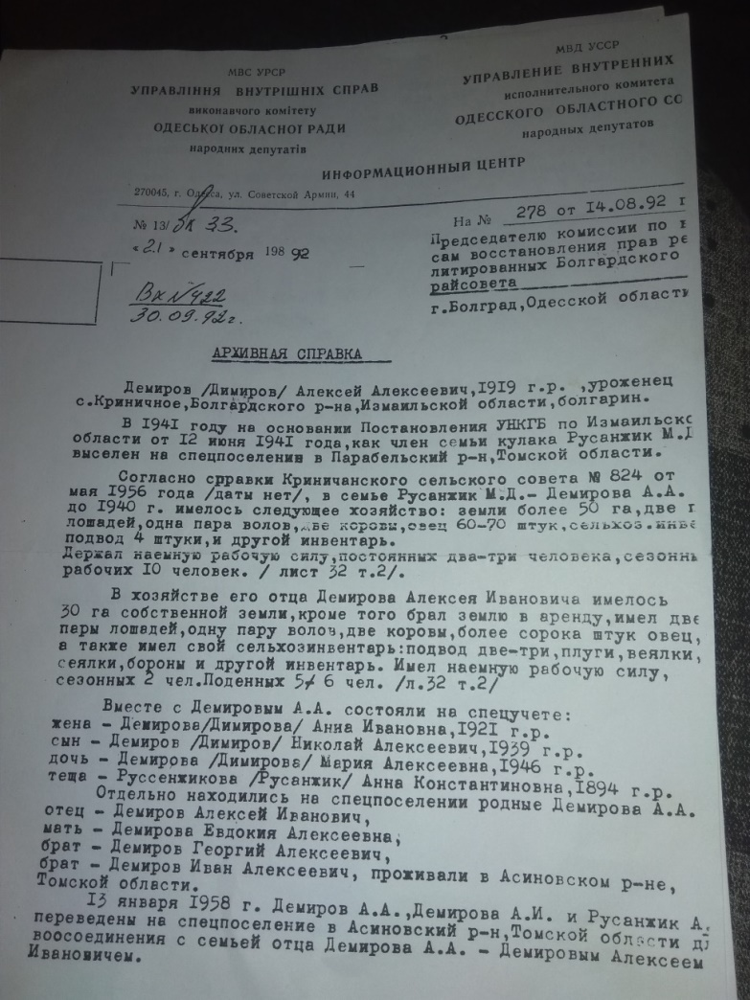 МВС УРСР
УПРАВЛІННЯ ВНУТРІШНІХ СПРАВ
виконавчого комітету
ОДЕСЬКОЇ ОБЛАСНОЇ РАДИ
народних депутатів
МВД УССР
УПРАВЛЕНИЕ ВНУТРЕННИХ
исполнительного комитета
ОДЕССКОГО ОБЛАСТНОГО СО
народных депутатов
ИНФОРМАЦИОННЫЙ ЦЕНТР
270045, г. Одесса, ул. Советской Армии, 44
№ 13/
«21» сентября 198 92
Вх №422
30.09.92г.
На № 278 от 14.08.92 г
Председателю комиссии по в
сам восстановления прав ре
литированных Болгардского
райсовета
г.Болград,Одесской област
АРХИВНАЯ СПРАВКА
Демиров /Димиров/ Алексей Алексеевич,1919 г.р. ,уроженец
с.Криничное,Болгардского р-на,Измаильской области,болгарин.
В 1941 году на основании Постановления УНКГБ по Измаильско
области от 12 июня 1941 года,как член семьи кулака Русанжик М.Д
выселен на спецпоселении в Парабельский р-н,Томской области.
Согласно срравки Криничанского сельского совета № 824 от
мая 1956 года /даты нет/, в семье Русанжик М.Д.- Демирова А.А.
до 1940 г. имелось следующее хозяйство: земли более 50 га,две п
лошадей,одна пара волов,две коровы,овец 60-70 штук,сельхоз.инве
подвод 4 штуки,и другой инвентарь.
Держал наемную рабочую силу,постоянных два-три человека,сезонны
рабочих 10 человек. / лист 32 т.2/.
В хозяйстве его отца Демирова Алексея Ивановича имелось
30 га собственной земли,кроме того брал землю в аренду,имел две
пары лошадей,одну пару волов,две коровы,более сорока штук овец,
а также имел свой сельхозинвентарь:подвод две-три,плуги,веялки,
сеялки,бороны и другой инвентарь. Имел наемную рабочую силу,
сезонных 2 чел.Поденных 5/ 6 чел. /л.32 т.2/
Вместе с Демировым А.А. состояли на спецучете:
жена - Демирова/Димирова/ Анна Ивановна,1921 г.р.
сын - Демиров /Димиров/ Николай Алексеевич,1939 г.р.
дочь - Демирова /Димирова/ Мария Алексеевна,1946 г.р.
теща - Руссенжикова /Русанжик/ Анна Константиновна,1894 г.р.
Отдельно находились на спецпоселении родные Демирова А.А.
отец - Демиров Алексей Иванович,
мать - Демирова Евдокия Алексеевна,
брат - Демиров Георгий Алексеевич,
брат - Демиров Иван Алексеевич, проживали в Асиновском р-не,
Томской области.
13 января 1958 г. Демиров А.А.,Демирова А.И. и Русанжик А.
переведены на спецпоселение в Асиновский р-н,Томской области дл
воосоединения с семьей отца Демирова А.А. - Демировым Алексеем
Ивановичем.